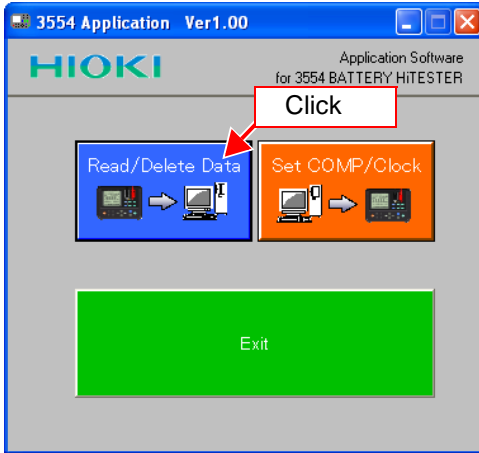 3554 Application Ver1.00
HIOKI
Application Software
for 3554 BATTERY HiTESTER
Click
Read/Delete Data
Set COMP/Clock
Exit